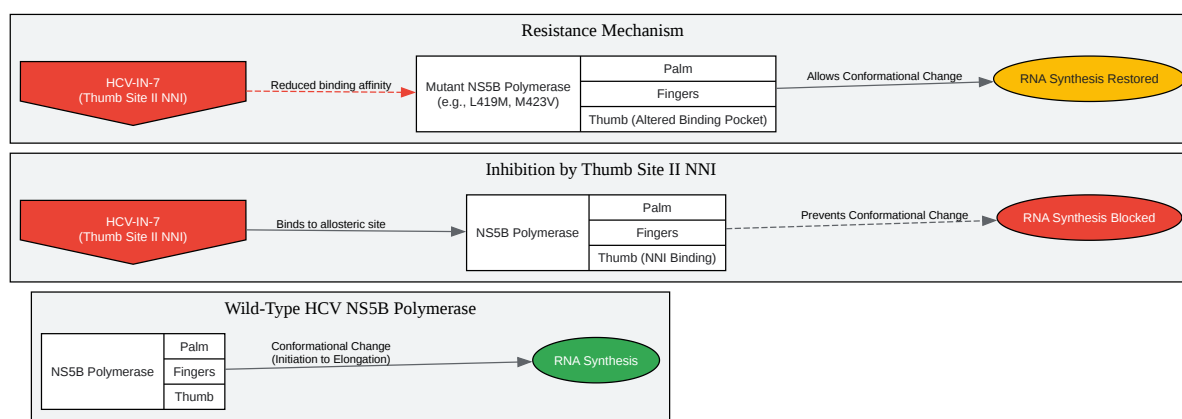 Resistance Mechanism
HCV-IN-7
(Thumb Site II NNI)
Reduced binding affinity
Mutant NS5B Polymerase
(e.g., L419M, M423V)
Palm
Fingers
Thumb (Altered Binding Pocket)
Allows Conformational Change
RNA Synthesis Restored
Inhibition by Thumb Site II NNI
HCV-IN-7
(Thumb Site II NNI)
Binds to allosteric site
NS5B Polymerase
Palm
Fingers
Thumb (NNI Binding)
Prevents Conformational Change
RNA Synthesis Blocked
Wild-Type HCV NS5B Polymerase
NS5B Polymerase
Palm
Fingers
Thumb
Conformational Change
(Initiation to Elongation)
RNA Synthesis